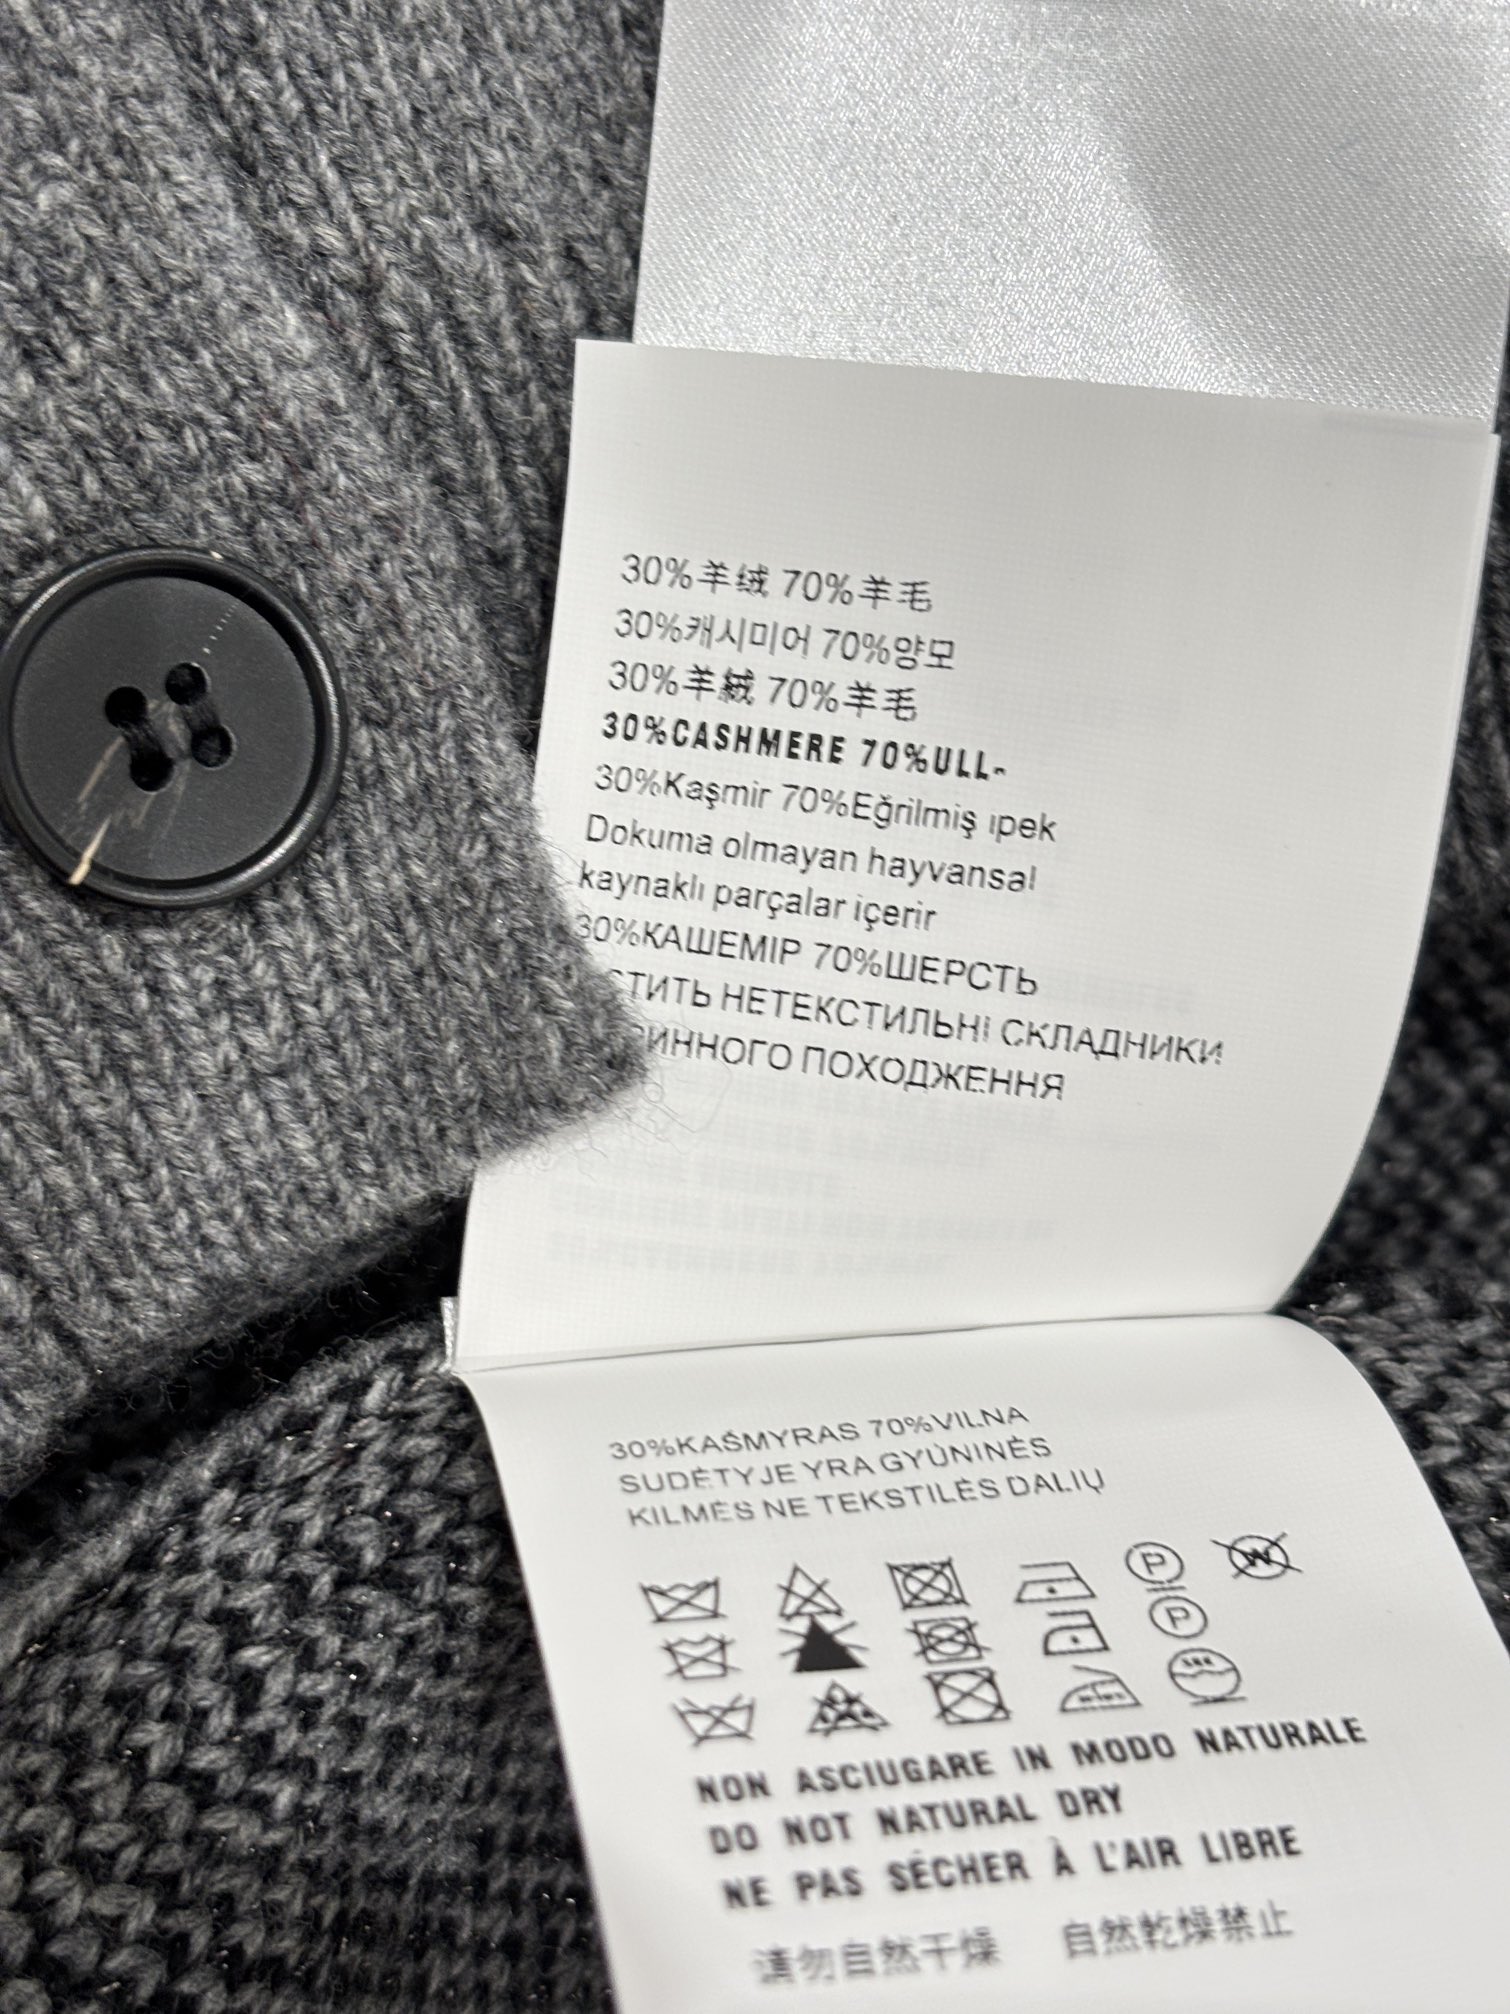 30%羊绒 70%羊毛
30%캐시미어 70%양모
30%羊絨 70%羊毛
30%CASHMERE 70%ULL-
30%Kaşmir 70%Eğrilmiş ıpek
Dokuma olmayan hayvansal
kaynaklı parçalar içerir
30%КАШЕМІР 70%ШЕРСТЬ
НЕТЕКСТИЛЬНІ СКЛАДНИКИ
ПОХОДЖЕННЯ
30%KAŠMYRAS 70%VILNA
SUDĖTYJE YRA GYŪNINĖS
KILMĖS NE TEKSTILĖS DALIŲ
P
W
P
NON ASCIUGARE IN MODO NATURALE
DO NOT NATURAL DRY
NE PAS SÉCHER À L'AIR LIBRE
请勿自然干燥 自然乾燥禁止